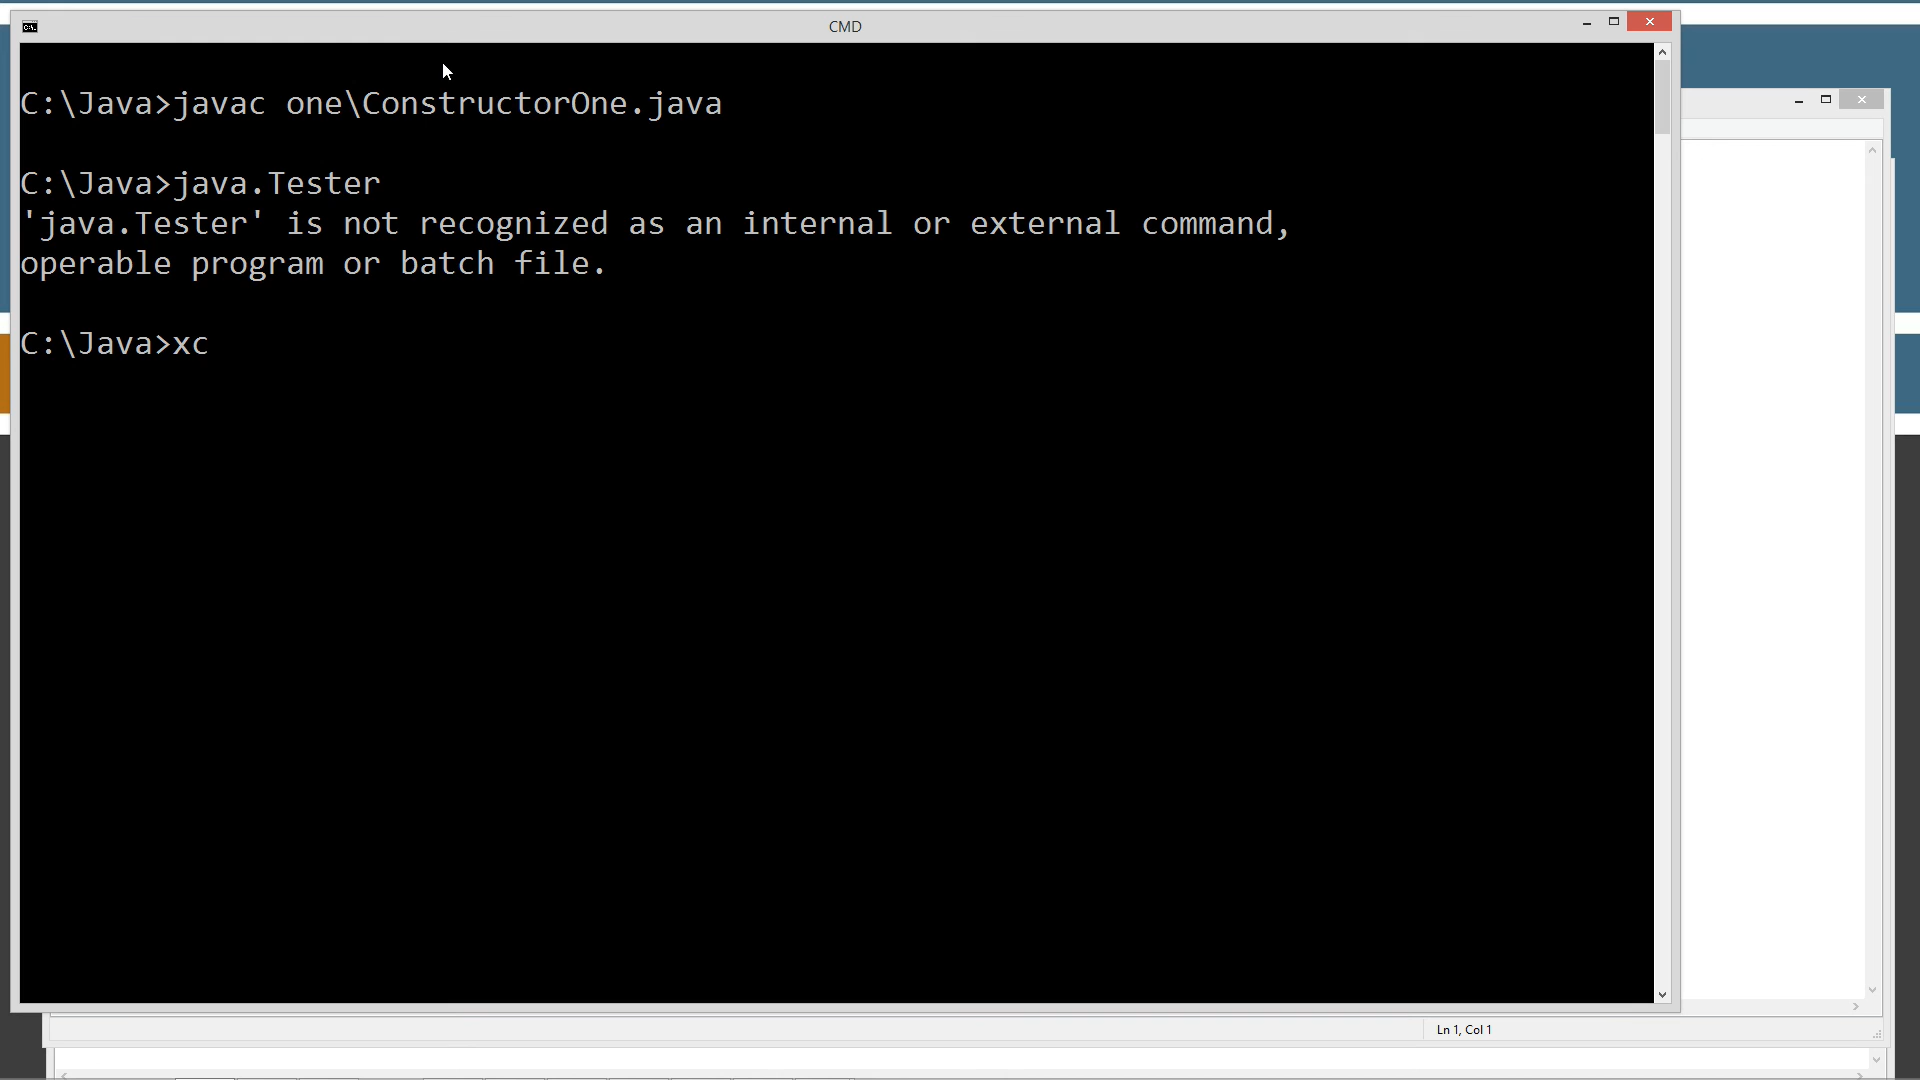 CMD
C:\Java>javac one\ConstructorOne.java
C:\Java>java.Tester
'java.Tester' is not recognized as an internal or external command,
operable program or batch file.
C:\Java>xc
Ln 1, Col 1